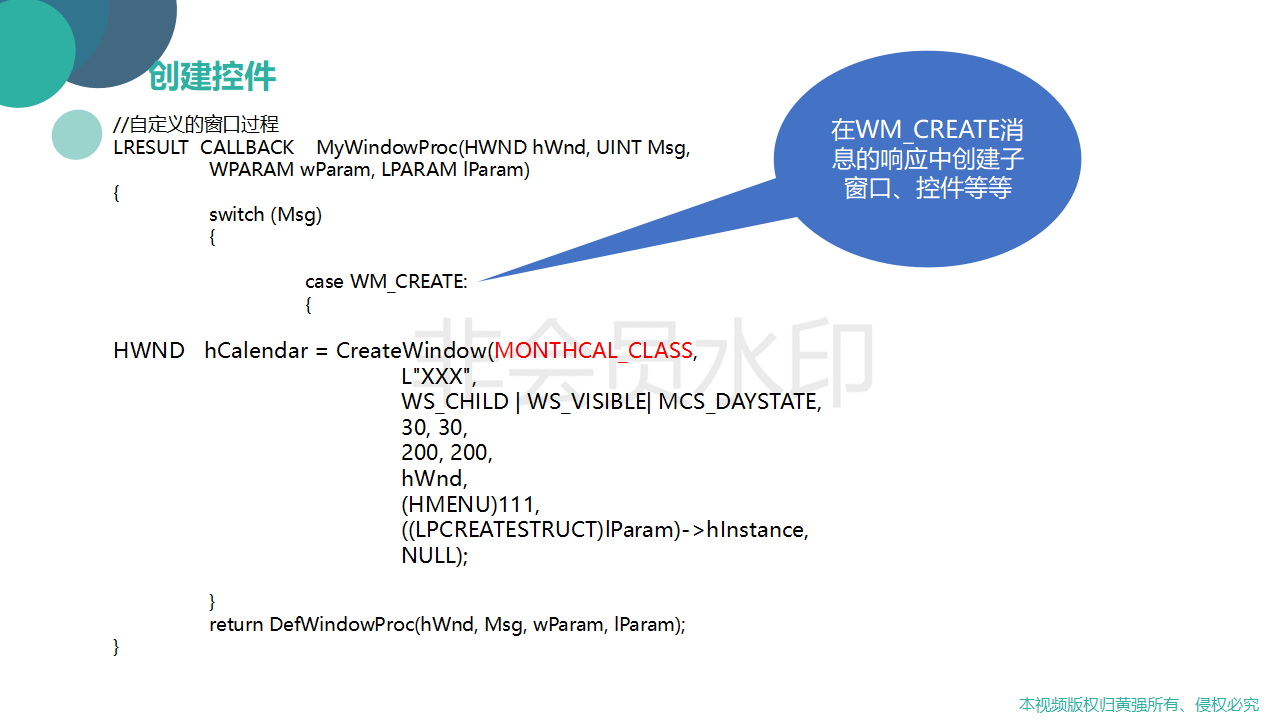 创建控件
//自定义的窗口过程
LRESULT CALLBACK MyWindowProc(HWND hWnd, UINT Msg,
WPARAM wParam, LPARAM lParam)
{
switch (Msg)
{
case WM_CREATE:
{
HWND hCalendar = CreateWindow(MONTHCAL_CLASS,
L"XXX",
WS_CHILD | WS_VISIBLE| MCS_DAYSTATE,
30, 30,
200, 200,
hWnd,
(HMENU)111,
((LPCREATESTRUCT)lParam)->hInstance,
NULL);
}
return DefWindowProc(hWnd, Msg, wParam, lParam);
}
在WM_CREATE消
息的响应中创建子
窗口、控件等等
非会员水印
本视频版权归黄强所有、侵权必究